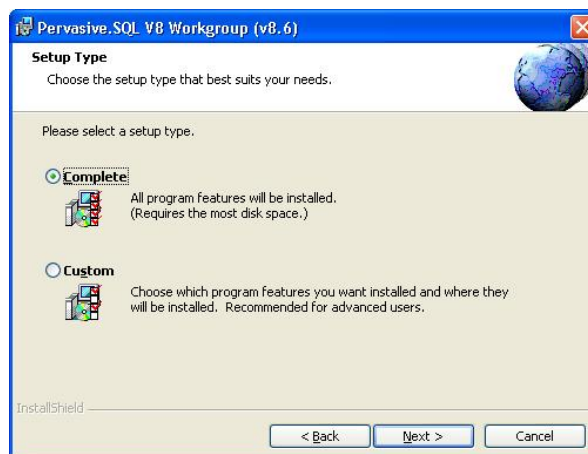 Pervasive.SQL V8 Workgroup (v8.6)
Setup Type
Choose the setup type that best suits your needs.
Please select a setup type.
Complete
All program features will be installed.
(Requires the most disk space.)
Custom
Choose which program features you want installed and where they
will be installed. Recommended for advanced users.
InstallShield
< Back Next > Cancel